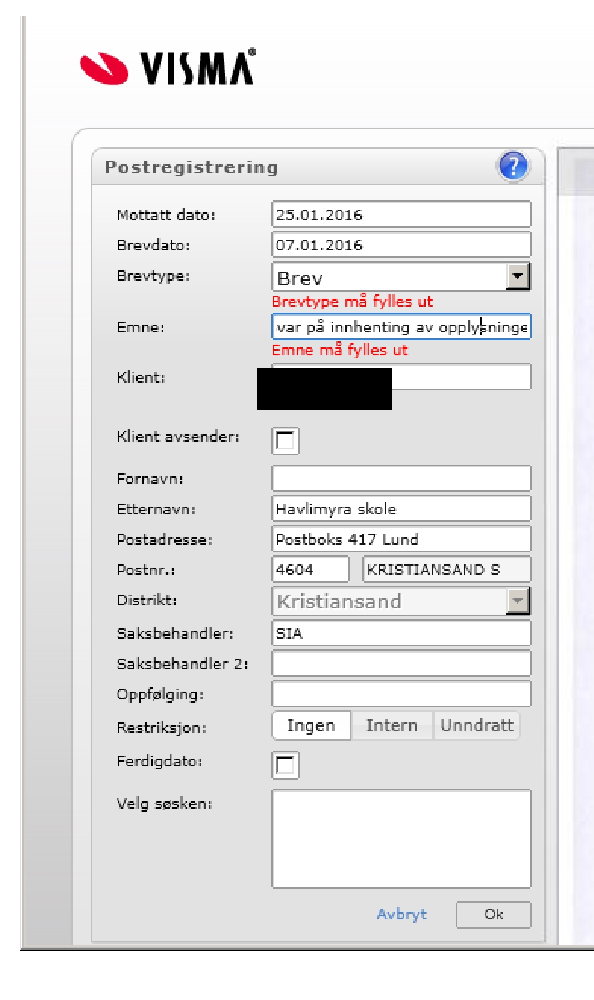 VISMA®
Postregistrering ?
Mottatt dato: 25.01.2016
Brevdato: 07.01.2016
Brevtype: Brev
Brevtype må fylles ut
Emne: var på innhenting av opplysninge
Emne må fylles ut
Klient:
Klient avsender:
Fornavn:
Etternavn: Havlimyra skole
Postadresse: Postboks 417 Lund
Postnr.: 4604 KRISTIANSAND S
Distrikt: Kristiansand
Saksbehandler: SIA
Saksbehandler 2:
Oppfølging:
Restriksjon: Ingen Intern Unndratt
Ferdigdato:
Velg søsken:
Avbryt Ok